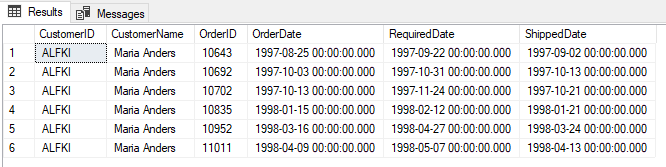 Results Messages
CustomerID CustomerName OrderID OrderDate RequiredDate ShippedDate
1 ALFKI Maria Anders 10643 1997-08-25 00:00:00.000 1997-09-22 00:00:00.000 1997-09-02 00:00:00.000
2 ALFKI Maria Anders 10692 1997-10-03 00:00:00.000 1997-10-31 00:00:00.000 1997-10-13 00:00:00.000
3 ALFKI Maria Anders 10702 1997-10-13 00:00:00.000 1997-11-24 00:00:00.000 1997-10-21 00:00:00.000
4 ALFKI Maria Anders 10835 1998-01-15 00:00:00.000 1998-02-12 00:00:00.000 1998-01-21 00:00:00.000
5 ALFKI Maria Anders 10952 1998-03-16 00:00:00.000 1998-04-27 00:00:00.000 1998-03-24 00:00:00.000
6 ALFKI Maria Anders 11011 1998-04-09 00:00:00.000 1998-05-07 00:00:00.000 1998-04-13 00:00:00.000